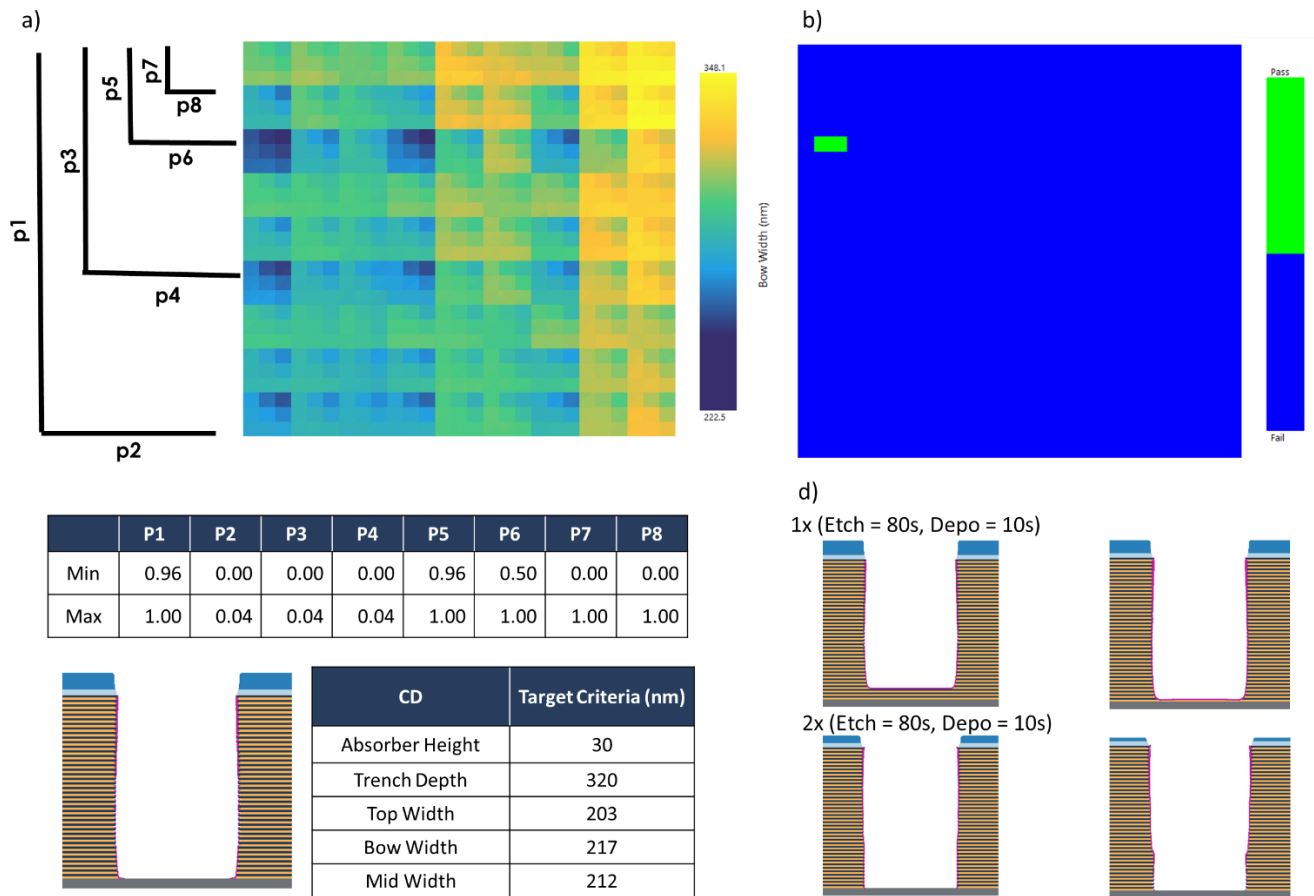 a)
b)
p1
p3
p5
p7
p8
p6
p4
p2
348.1
Bow Width (nm)
222.5
Pass
Fail
P1 P2 P3 P4 P5 P6 P7 P8
Min 0.96 0.00 0.00 0.00 0.96 0.50 0.00 0.00
Max 1.00 0.04 0.04 0.04 1.00 1.00 1.00 1.00
CD Target Criteria (nm)
Absorber Height 30
Trench Depth 320
Top Width 203
Bow Width 217
Mid Width 212
d)
1x (Etch = 80s, Depo = 10s)
2x (Etch = 80s, Depo = 10s)